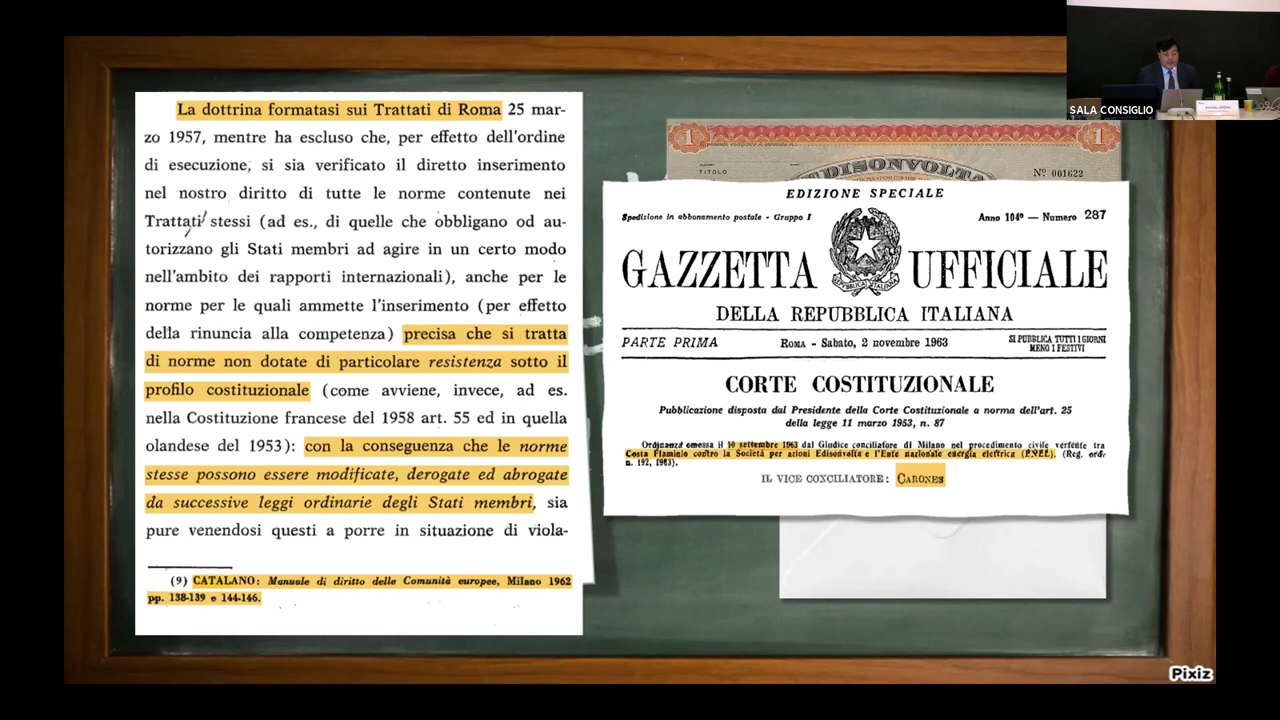 La dottrina formatasi sui Trattati di Roma 25 mar-
zo 1957, mentre ha escluso che, per effetto dell'ordine
di esecuzione, si sia verificato il diretto inserimento
nel nostro diritto di tutte le norme contenute nei
Trattati stessi (ad es., di quelle che obbligano od au-
torizzano gli Stati membri ad agire in un certo modo
nell'ambito dei rapporti internazionali), anche per le
norme per le quali ammette l'inserimento (per effetto
della rinuncia alla competenza) precisa che si tratta
di norme non dotate di particolare resistenza sotto il
profilo costituzionale (come avviene, invece, ad es.
nella Costituzione francese del 1958 art. 55 ed in quella
olandese del 1953): con la conseguenza che le norme
stesse possono essere modificate, derogate ed abrogate
da successive leggi ordinarie degli Stati membri, sia
pure venendosi questi a porre in situazione di viola-
(9) CATALANO: Manuale di diritto delle Comunità europee, Milano 1962
pp. 138-139 e 144-146.
SALA CONSIGLIO
1
1
TITOLO
EDISONVOLTA
Nº 001622
EDIZIONE SPECIALE
Spedizione in abbonamento postale - Gruppo I
Anno 104° — Numero 287
GAZZETTA UFFICIALE
DELLA REPUBBLICA ITALIANA
PARTE PRIMA
ROMA - Sabato, 2 novembre 1963
SI PUBBLICA TUTTI I GIORNI
MENO I FESTIVI
CORTE COSTITUZIONALE
Pubblicazione disposta dal Presidente della Corte Costituzionale a norma dell'art. 25
della legge 11 marzo 1953, n. 87
Ordinanza emessa il 10 settembre 1963 dal Giudice conciliatore di Milano nel procedimento civile vertente tra
Costa Flaminio contro la Società per azioni Edisonvolta e l'Ente nazionale energia elettrica (ENEL). (Reg. ord.
n. 192, 1963).
IL VICE CONCILIATORE: CARONES
Pixiz